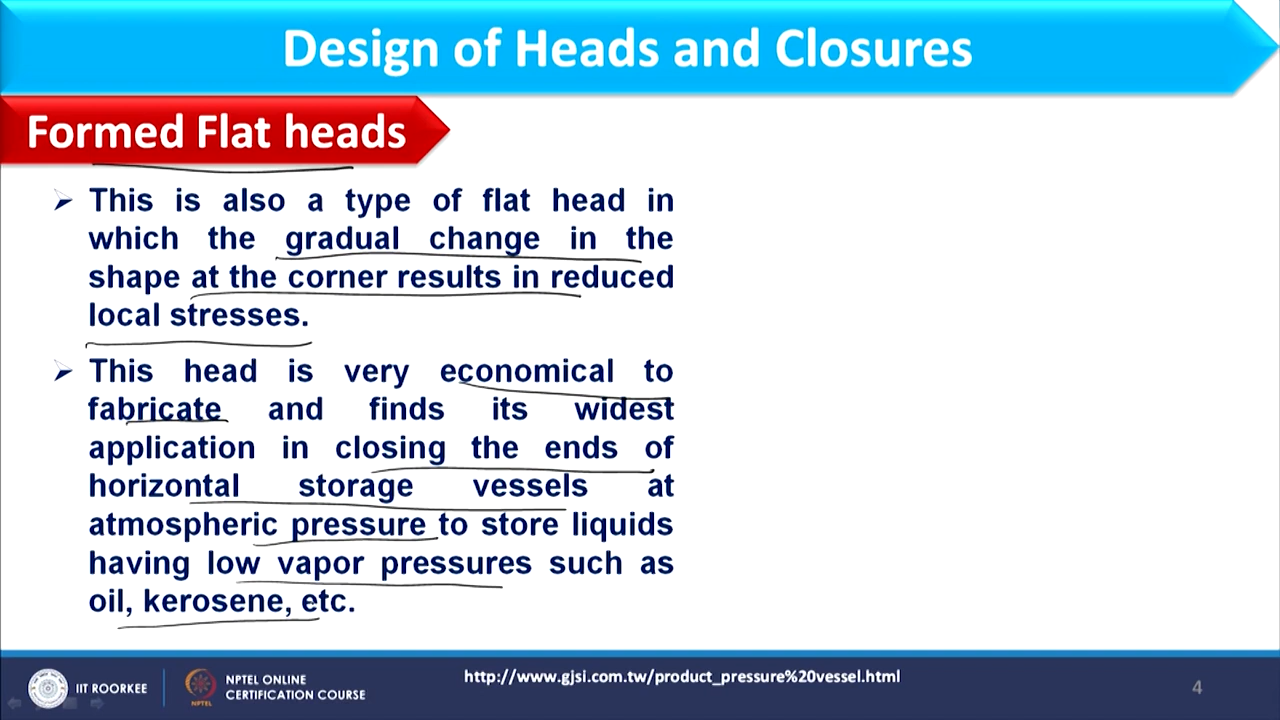 Design of Heads and Closures
Formed Flat heads
This is also a type of flat head in
which the gradual change in the
shape at the corner results in reduced
local stresses.
This head is very economical to
fabricate and finds its widest
application in closing the ends of
horizontal storage vessels at
atmospheric pressure to store liquids
having low vapor pressures such as
oil, kerosene, etc.
IIT ROORKEE
NPTEL
NPTEL ONLINE
CERTIFICATION COURSE
http://www.gjsi.com.tw/product_pressure%20vessel.html
4